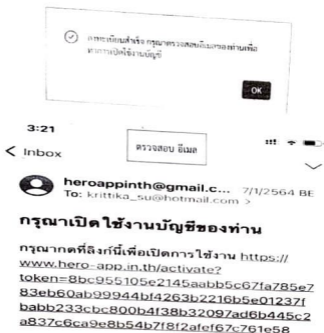 ลงทะเบียนสำเร็จ กรุณาตรวจสอบอีเมลของท่านเพื่อ
ทำการเปิดใช้งานบัญชี
OK
3:21
Inbox
ตรวจสอบ อีเมล
heroappinth@gmail.c... 7/1/2564 BE
To: krittika_su@hotmail.com
กรุณาเปิดใช้งานบัญชีของท่าน
กรุณากดที่ลิงก์นี้เพื่อเปิดการใช้งาน https://
www.hero-app.in.th/activate?
token=8bc955105e2145aabb5c67fa785e7
83eb60ab99944bf4263b2216b5e01237f
babb233cbc800b4f38b32097ad6b445c2
a837c6ca9e8b54b7f8f2afef67c761e58